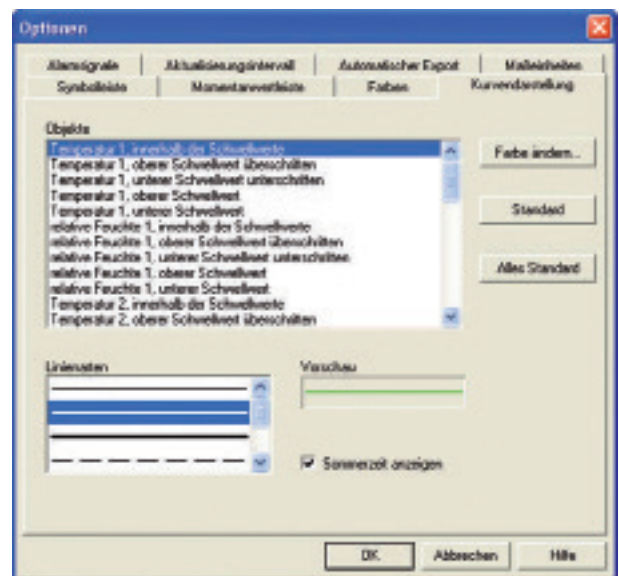 Optionen
Alarmsignale Aktualisierungsintervall Automatischer Export Maßeinheiten
Symbolleiste Momentanwertleiste Farben Kurvendarstellung
Objekte
Temperatur 1, innerhalb der Schwellwerte
Temperatur 1, oberer Schwellwert überschritten
Temperatur 1, unterer Schwellwert unterschritten
Temperatur 1, oberer Schwellwert
Temperatur 1, unterer Schwellwert
relative Feuchte 1, innerhalb der Schwellwerte
relative Feuchte 1, oberer Schwellwert überschritten
relative Feuchte 1, unterer Schwellwert unterschritten
relative Feuchte 1, oberer Schwellwert
relative Feuchte 1, unterer Schwellwert
Temperatur 2, innerhalb der Schwellwerte
Temperatur 2, oberer Schwellwert überschritten
Farbe ändern...
Standard
Alles Standard
Linienarten
Vorschau
Sommerzeit anzeigen
OK Abbrechen Hilfe